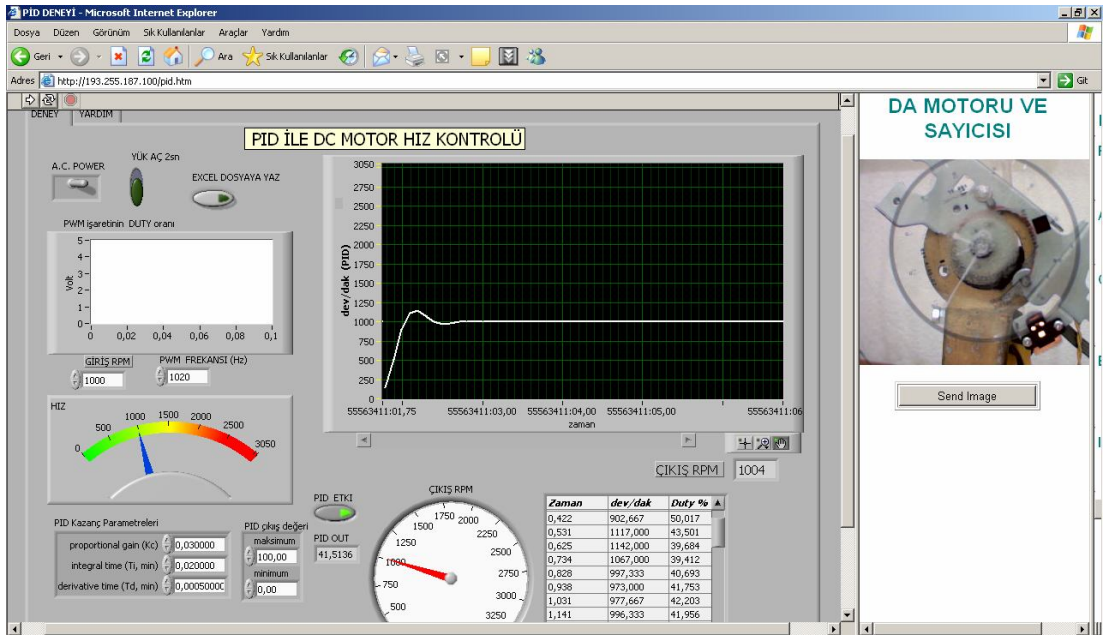 PİD DENEYİ - Microsoft Internet Explorer
Dosya Düzen Görünüm Sık Kullanılanlar Araçlar Yardım
Geri Ara Sık Kullanılanlar
Adres http://193.255.187.100/pid.htm Git
DENEY YARDIM
PID İLE DC MOTOR HIZ KONTROLÜ
A.C. POWER
YÜK AÇ 2sn
EXCEL DOSYAYA YAZ
PWM işaretinin DUTY oranı
Volt
5
4
3
2
1
0
0 0,02 0,04 0,06 0,08 0,1
GİRİŞ RPM
1000
PWM FREKANSI (Hz)
1020
HIZ
0 500 1000 1500 2000 2500 3050
dev/dak (PID)
3050
2750
2500
2250
2000
1750
1500
1250
1000
750
500
250
0
55563411:01,75 55563411:03,00 55563411:04,00 55563411:05,00 55563411:06
zaman
ÇIKIŞ RPM 1004
PID Kazanç Parametreleri
proportional gain (Kc) 0,030000
integral time (Ti, min) 0,020000
derivative time (Td, min) 0,0005000
PID çıkış değeri
maksimum
100,00
minimum
0,00
PID ETKI
PID OUT
41,5136
ÇIKIŞ RPM
500 750 1000 1250 1500 1750 2000 2250 2500 2750 3000 3250
Zaman dev/dak Duty %
0,422 902,667 50,017
0,531 1117,000 43,501
0,625 1142,000 39,684
0,734 1067,000 39,412
0,828 997,333 40,693
0,938 973,000 41,753
1,031 977,667 42,203
1,141 996,333 41,956
DA MOTORU VE
SAYICISI
Send Image